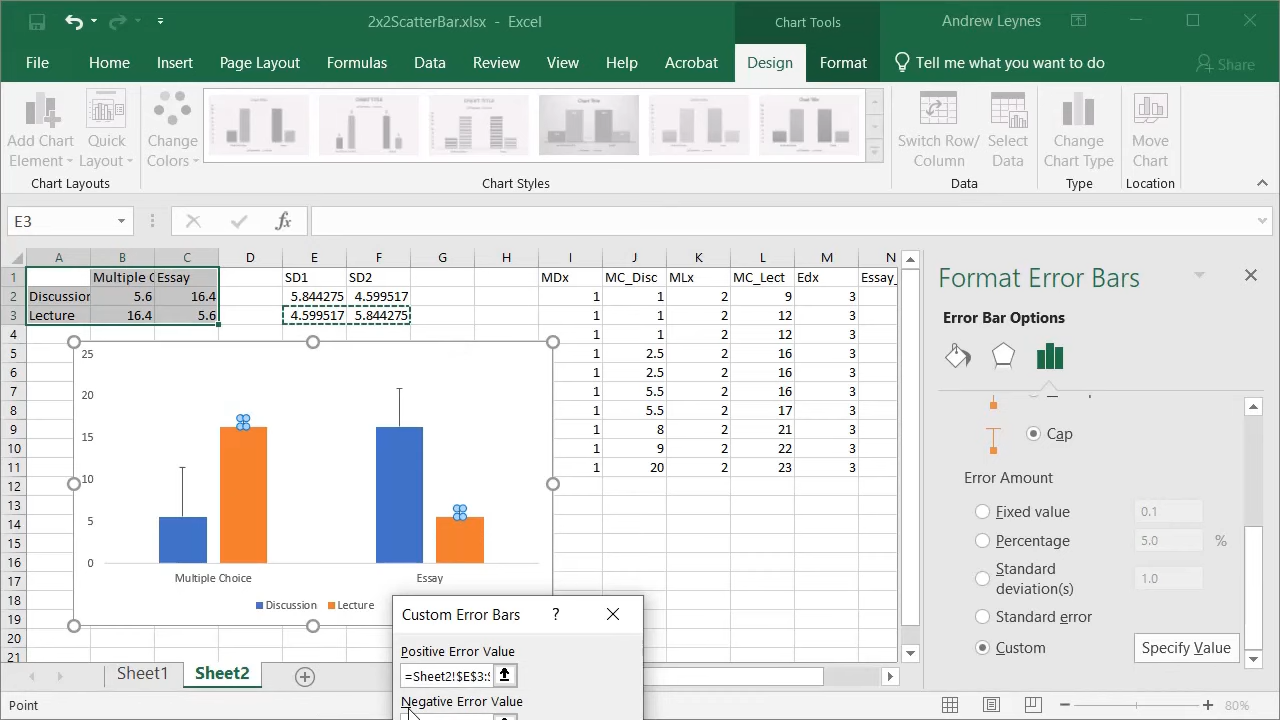 2x2ScatterBar.xlsx - Excel
Chart Tools
Andrew Leynes
File Home Insert Page Layout Formulas Data Review View Help Acrobat Design Format Tell me what you want to do Share
Add Chart Element
Quick Layout
Change Colors
Switch Row/ Column
Select Data
Change Chart Type
Move Chart
Chart Layouts
Chart Styles
Data
Type
Location
E3
fx
A B C D E F G H I J K L M N
1 Multiple C Essay SD1 SD2 MDx MC_Disc MLx MC_Lect Edx Essay_
2 Discussion 5.6 16.4 5.844275 4.599517 1 1 2 9 3
3 Lecture 16.4 5.6 4.599517 5.844275 1 1 2 12 3
4 1 1 2 12 3
5 1 2.5 2 16 3
6 1 2.5 2 16 3
7 1 5.5 2 16 3
8 1 5.5 2 17 3
9 1 8 2 21 3
10 1 9 2 22 3
11 1 20 2 23 3
12
13
14
15
16
17
18
19
20
21
25
20
15
10
5
0
Multiple Choice Essay
Discussion Lecture
Custom Error Bars ?
Positive Error Value
=Sheet2!$E$3:
Negative Error Value
Format Error Bars
Error Bar Options
Cap
Error Amount
Fixed value 0.1
Percentage 5.0 %
Standard deviation(s) 1.0
Standard error
Custom Specify Value
Sheet1 Sheet2
Point
80%